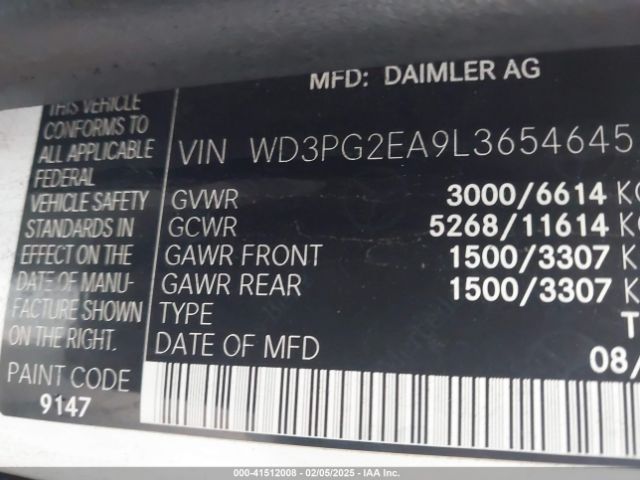 MFD: DAIMLER AG
THIS VEHICLE
CONFORMS TO
ALL APPLICABLE
FEDERAL
VEHICLE SAFETY
STANDARDS IN
EFFECT ON THE
DATE OF MANU-
FACTURE SHOWN
ON THE RIGHT.
PAINT CODE
9147
VIN WD3PG2EA9L3654645
GVWR 3000/6614 KG
GCWR 5268/11614 KG
GAWR FRONT 1500/3307 K
GAWR REAR 1500/3307 K
TYPE T
DATE OF MFD 08/
000-41512008 - 02/05/2025 - IAA Inc.